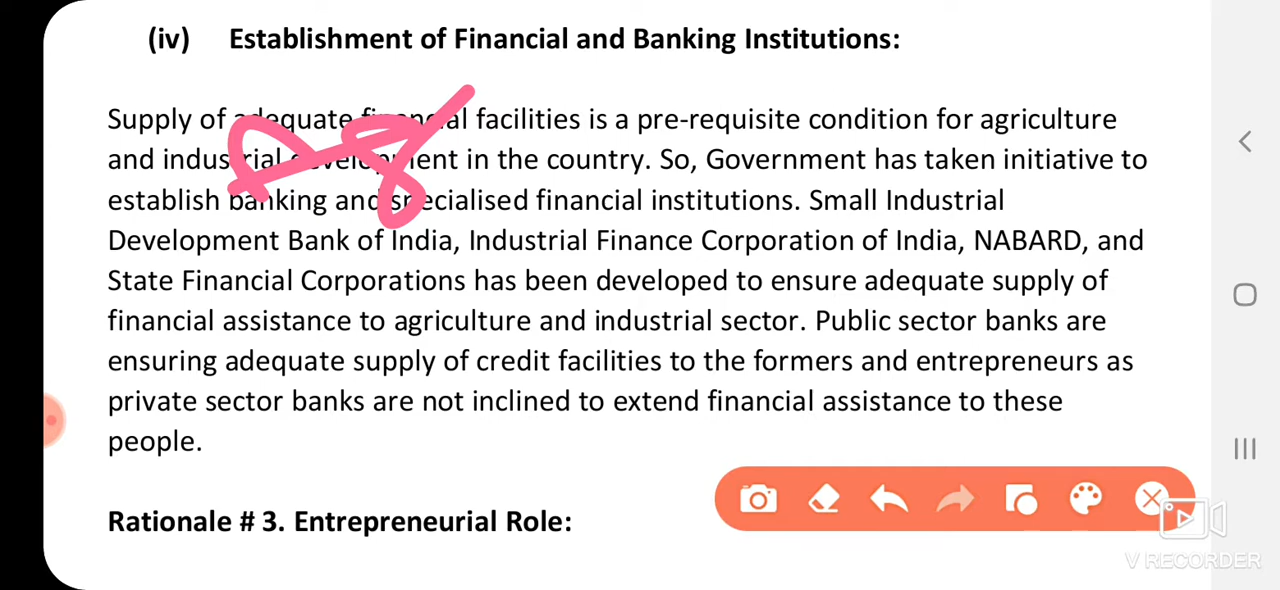 (iv) Establishment of Financial and Banking Institutions:
Supply of adequate financial facilities is a pre-requisite condition for agriculture
and industrial development in the country. So, Government has taken initiative to
establish banking and specialised financial institutions. Small Industrial
Development Bank of India, Industrial Finance Corporation of India, NABARD, and
State Financial Corporations has been developed to ensure adequate supply of
financial assistance to agriculture and industrial sector. Public sector banks are
ensuring adequate supply of credit facilities to the formers and entrepreneurs as
private sector banks are not inclined to extend financial assistance to these
people.
Rationale # 3. Entrepreneurial Role:
V RECORDER